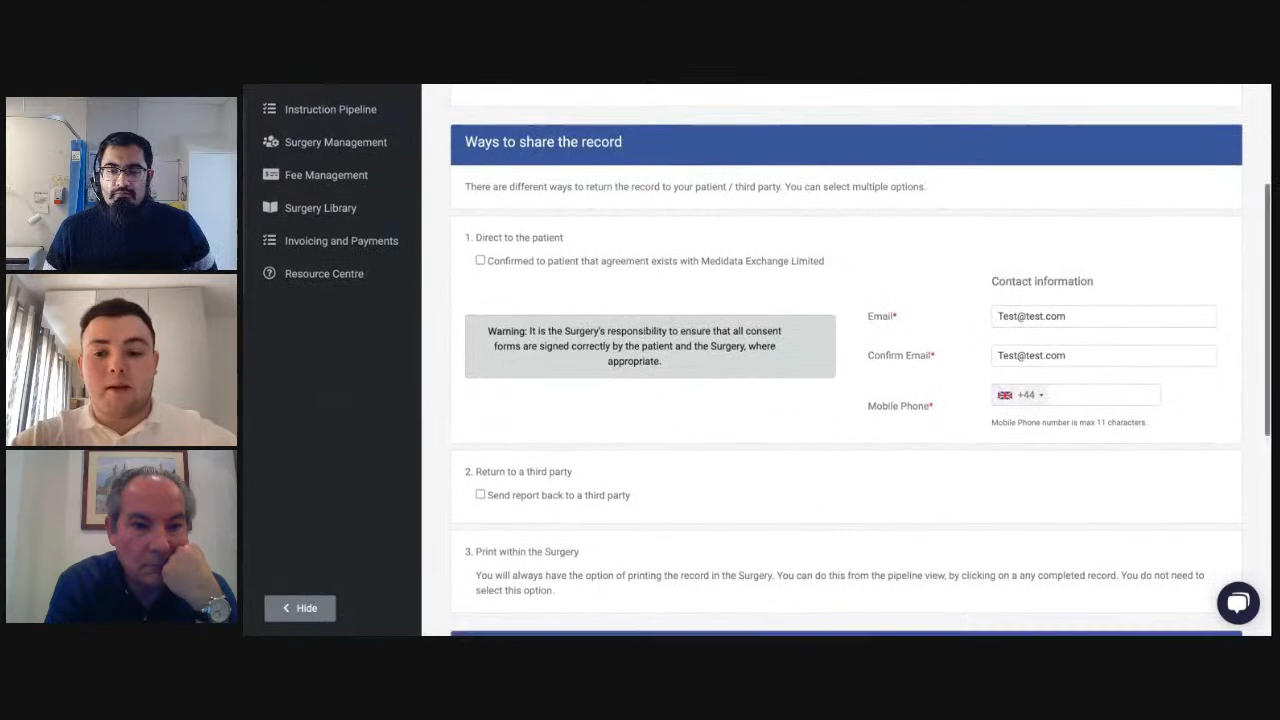 Instruction Pipeline
Surgery Management
Fee Management
Surgery Library
Invoicing and Payments
Resource Centre
Hide
Ways to share the record
There are different ways to return the record to your patient / third party. You can select multiple options.
1. Direct to the patient
Confirmed to patient that agreement exists with Medidata Exchange Limited
Contact information
Warning: It is the Surgery's responsibility to ensure that all consent
forms are signed correctly by the patient and the Surgery, where
appropriate.
Email* Test@test.com
Confirm Email* Test@test.com
Mobile Phone* +44
Mobile Phone number is max 11 characters.
2. Return to a third party
Send report back to a third party
3. Print within the Surgery
You will always have the option of printing the record in the Surgery. You can do this from the pipeline view, by clicking on a any completed record. You do not need to
select this option.